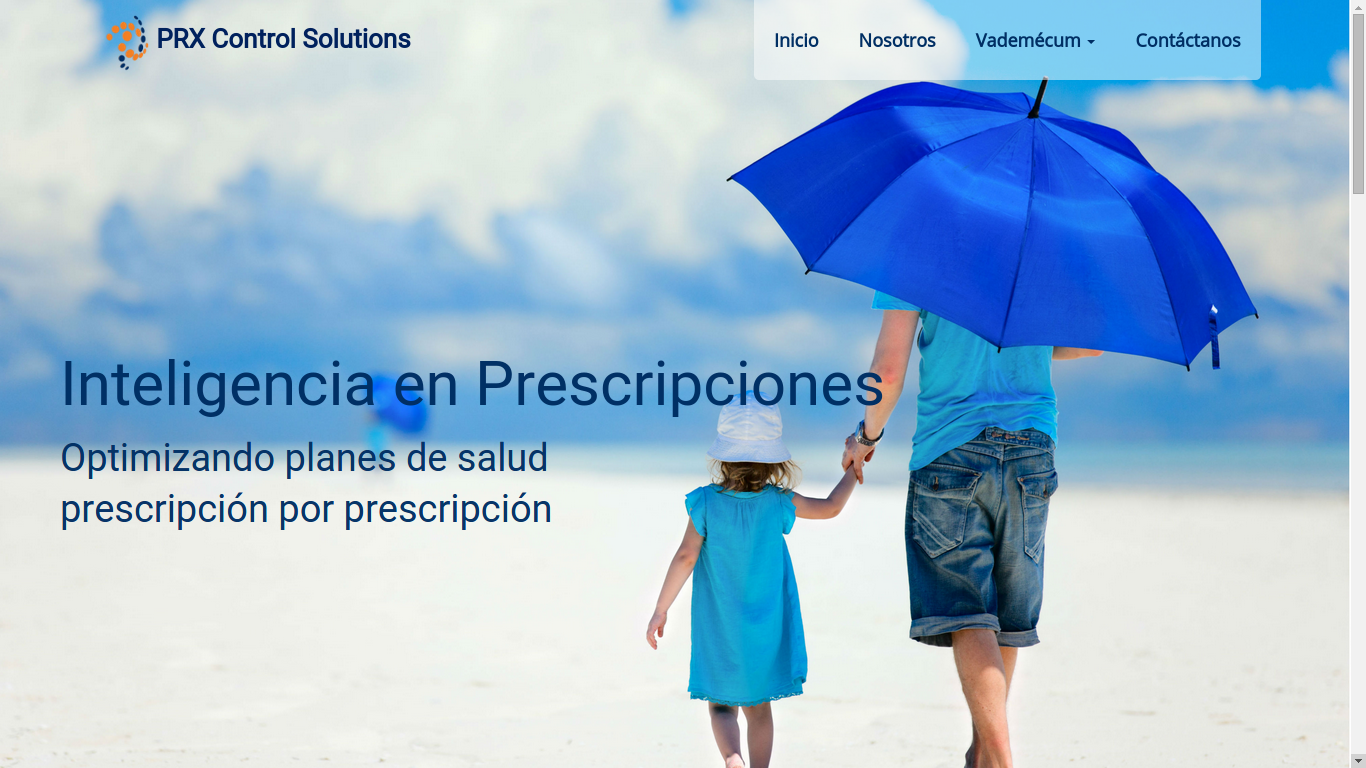 PRX Control Solutions
Inicio
Nosotros
Vademécum
Contáctanos
Inteligencia en Prescripciones
Optimizando planes de salud
prescripción por prescripción